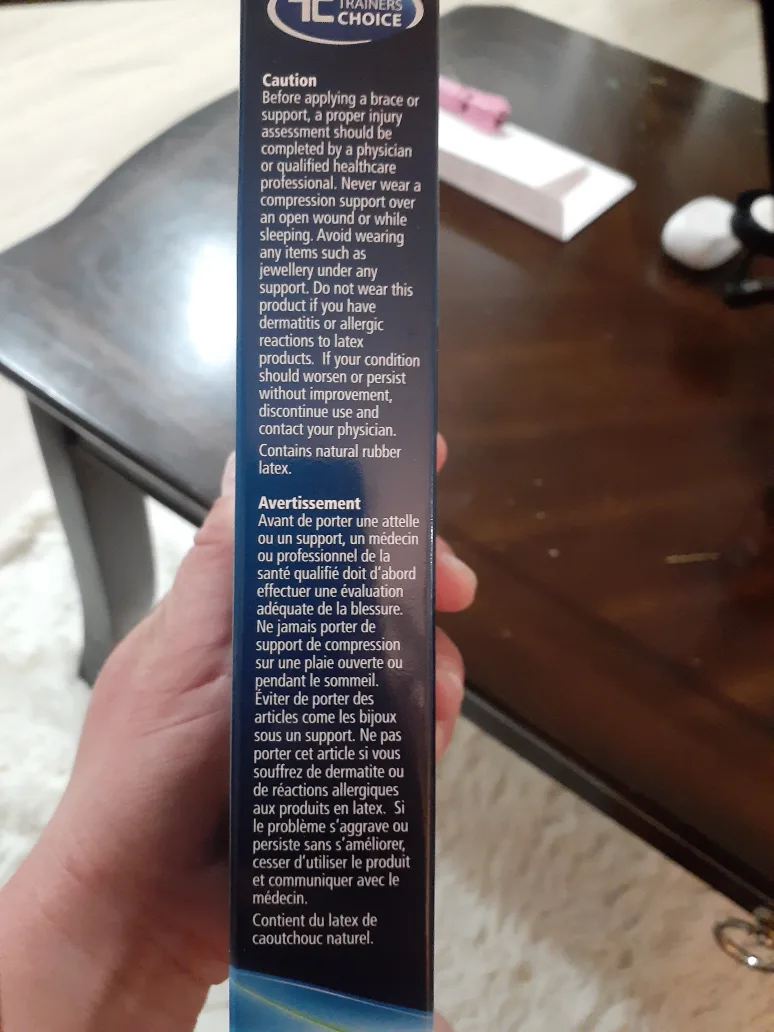 TC TRAINERS
CHOICE
Caution
Before applying a brace or
support, a proper injury
assessment should be
completed by a physician
or qualified healthcare
professional. Never wear a
compression support over
an open wound or while
sleeping. Avoid wearing
any items such as
jewellery under any
support. Do not wear this
product if you have
dermatitis or allergic
reactions to latex
products. If your condition
should worsen or persist
without improvement,
discontinue use and
contact your physician.
Contains natural rubber
latex.
Avertissement
Avant de porter une attelle
ou un support, un médecin
ou professionnel de la
santé qualifié doit d'abord
effectuer une évaluation
adéquate de la blessure.
Ne jamais porter de
support de compression
sur une plaie ouverte ou
pendant le sommeil.
Éviter de porter des
articles come les bijoux
sous un support. Ne pas
porter cet article si vous
souffrez de dermatite ou
de réactions allergiques
aux produits en latex. Si
le problème s'aggrave ou
persiste sans s'améliorer,
cesser d'utiliser le produit
et communiquer avec le
médecin.
Contient du latex de
caoutchouc naturel.